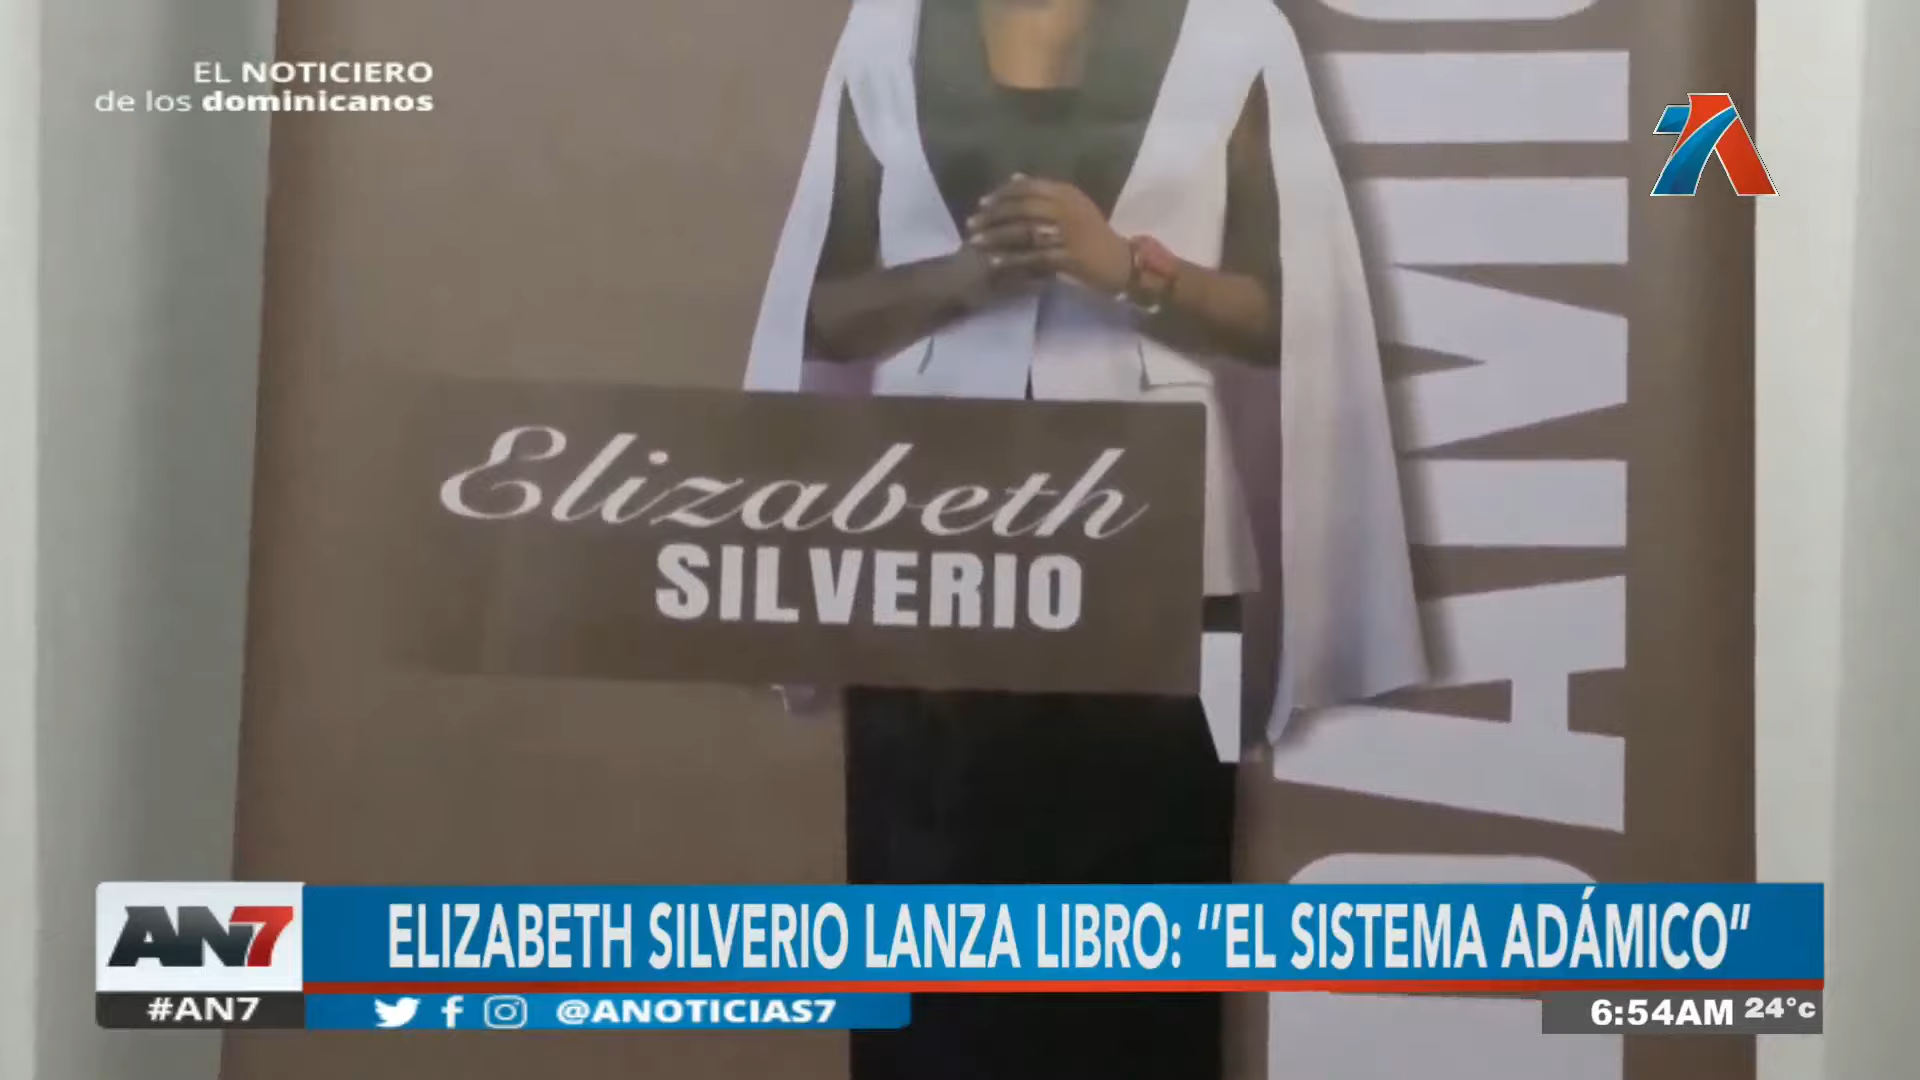 EL NOTICIERO
de los dominicanos
Elizabeth
SILVERIO
AN7
ELIZABETH SILVERIO LANZA LIBRO: “EL SISTEMA ADÁMICO”
#AN7
@ANOTICIAS7
6:54AM 24°c